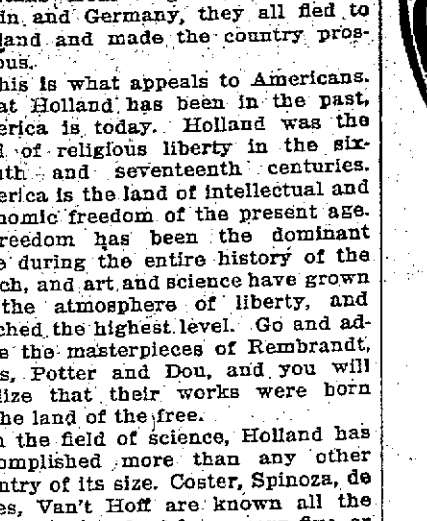 in and Germany, they all fled to
land and made the country pros-
ous.
his is what appeals to Americans.
at Holland has been in the past,
erica is today. Holland was the
of religious liberty in the six-
nth and seventeenth centuries.
erica is the land of intellectual and
nomic freedom of the present age.
reedom has been the dominant
e during the entire history of the
ch, and art and science have grown
the atmosphere of liberty, and
ched the highest level. Go and ad-
e the masterpieces of Rembrandt,
s, Potter and Dou, and you will
lize that their works were born
he land of the free.
n the field of science, Holland has
omplished more than any other
ntry of its size. Coster, Spinoza, de
es, Van't Hoff are known all the